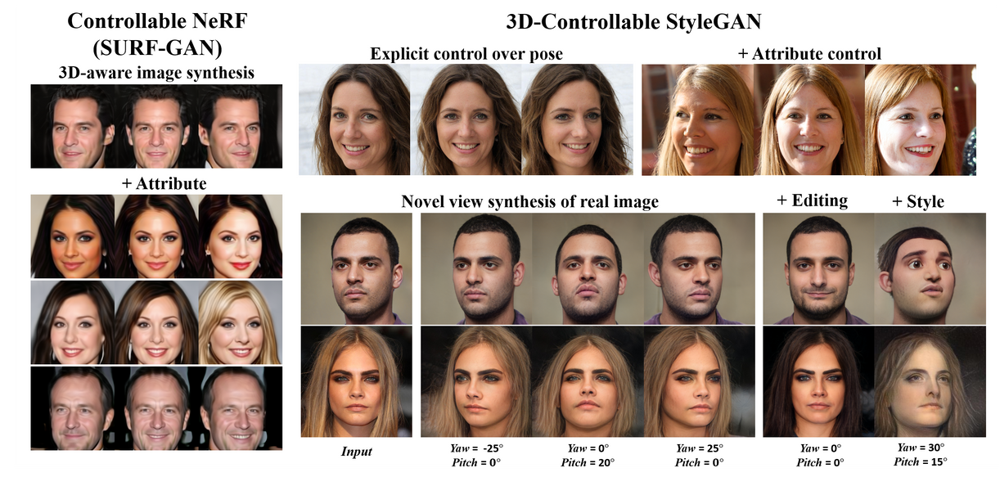 Controllable NeRF
(SURF-GAN)
3D-aware image synthesis
+ Attribute
3D-Controllable StyleGAN
Explicit control over pose
+ Attribute control
Novel view synthesis of real image
+ Editing
+ Style
Input
Yaw = -25°
Pitch = 0°
Yaw = 0°
Pitch = 20°
Yaw = 25°
Pitch = 0°
Yaw = 0°
Pitch = 0°
Yaw = 30°
Pitch = 15°